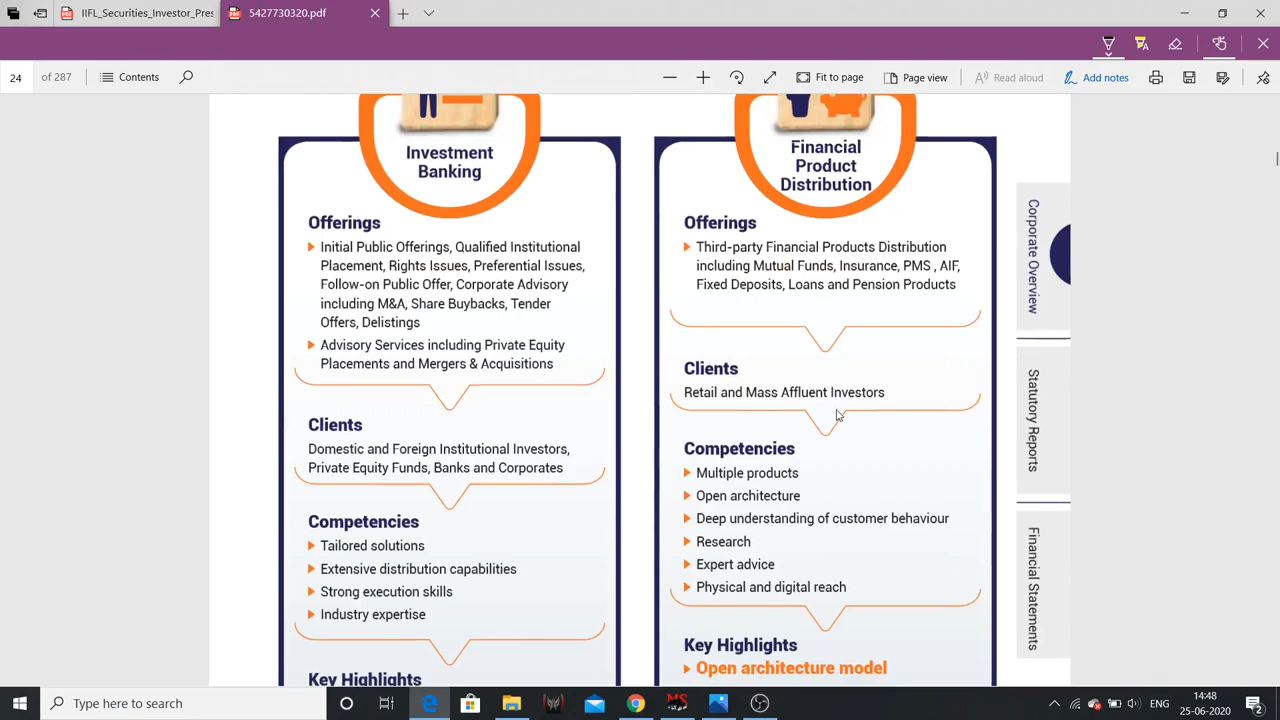 IIFL_Securities_Investor_Pres
5427730320.pdf
24
of 287
Contents
Fit to page
Page view
Read aloud
Add notes
Investment
Banking
Offerings
Initial Public Offerings, Qualified Institutional
Placement, Rights Issues, Preferential Issues,
Follow-on Public Offer, Corporate Advisory
including M&A, Share Buybacks, Tender
Offers, Delistings
Advisory Services including Private Equity
Placements and Mergers & Acquisitions
Clients
Domestic and Foreign Institutional Investors,
Private Equity Funds, Banks and Corporates
Competencies
Tailored solutions
Extensive distribution capabilities
Strong execution skills
Industry expertise
Key Highlights
Financial
Product
Distribution
Offerings
Third-party Financial Products Distribution
including Mutual Funds, Insurance, PMS , AIF,
Fixed Deposits, Loans and Pension Products
Clients
Retail and Mass Affluent Investors
Competencies
Multiple products
Open architecture
Deep understanding of customer behaviour
Research
Expert advice
Physical and digital reach
Key Highlights
Open architecture model
Corporate Overview
Statutory Reports
Financial Statements
Type here to search
ENG
14:48
25-06-2020
2